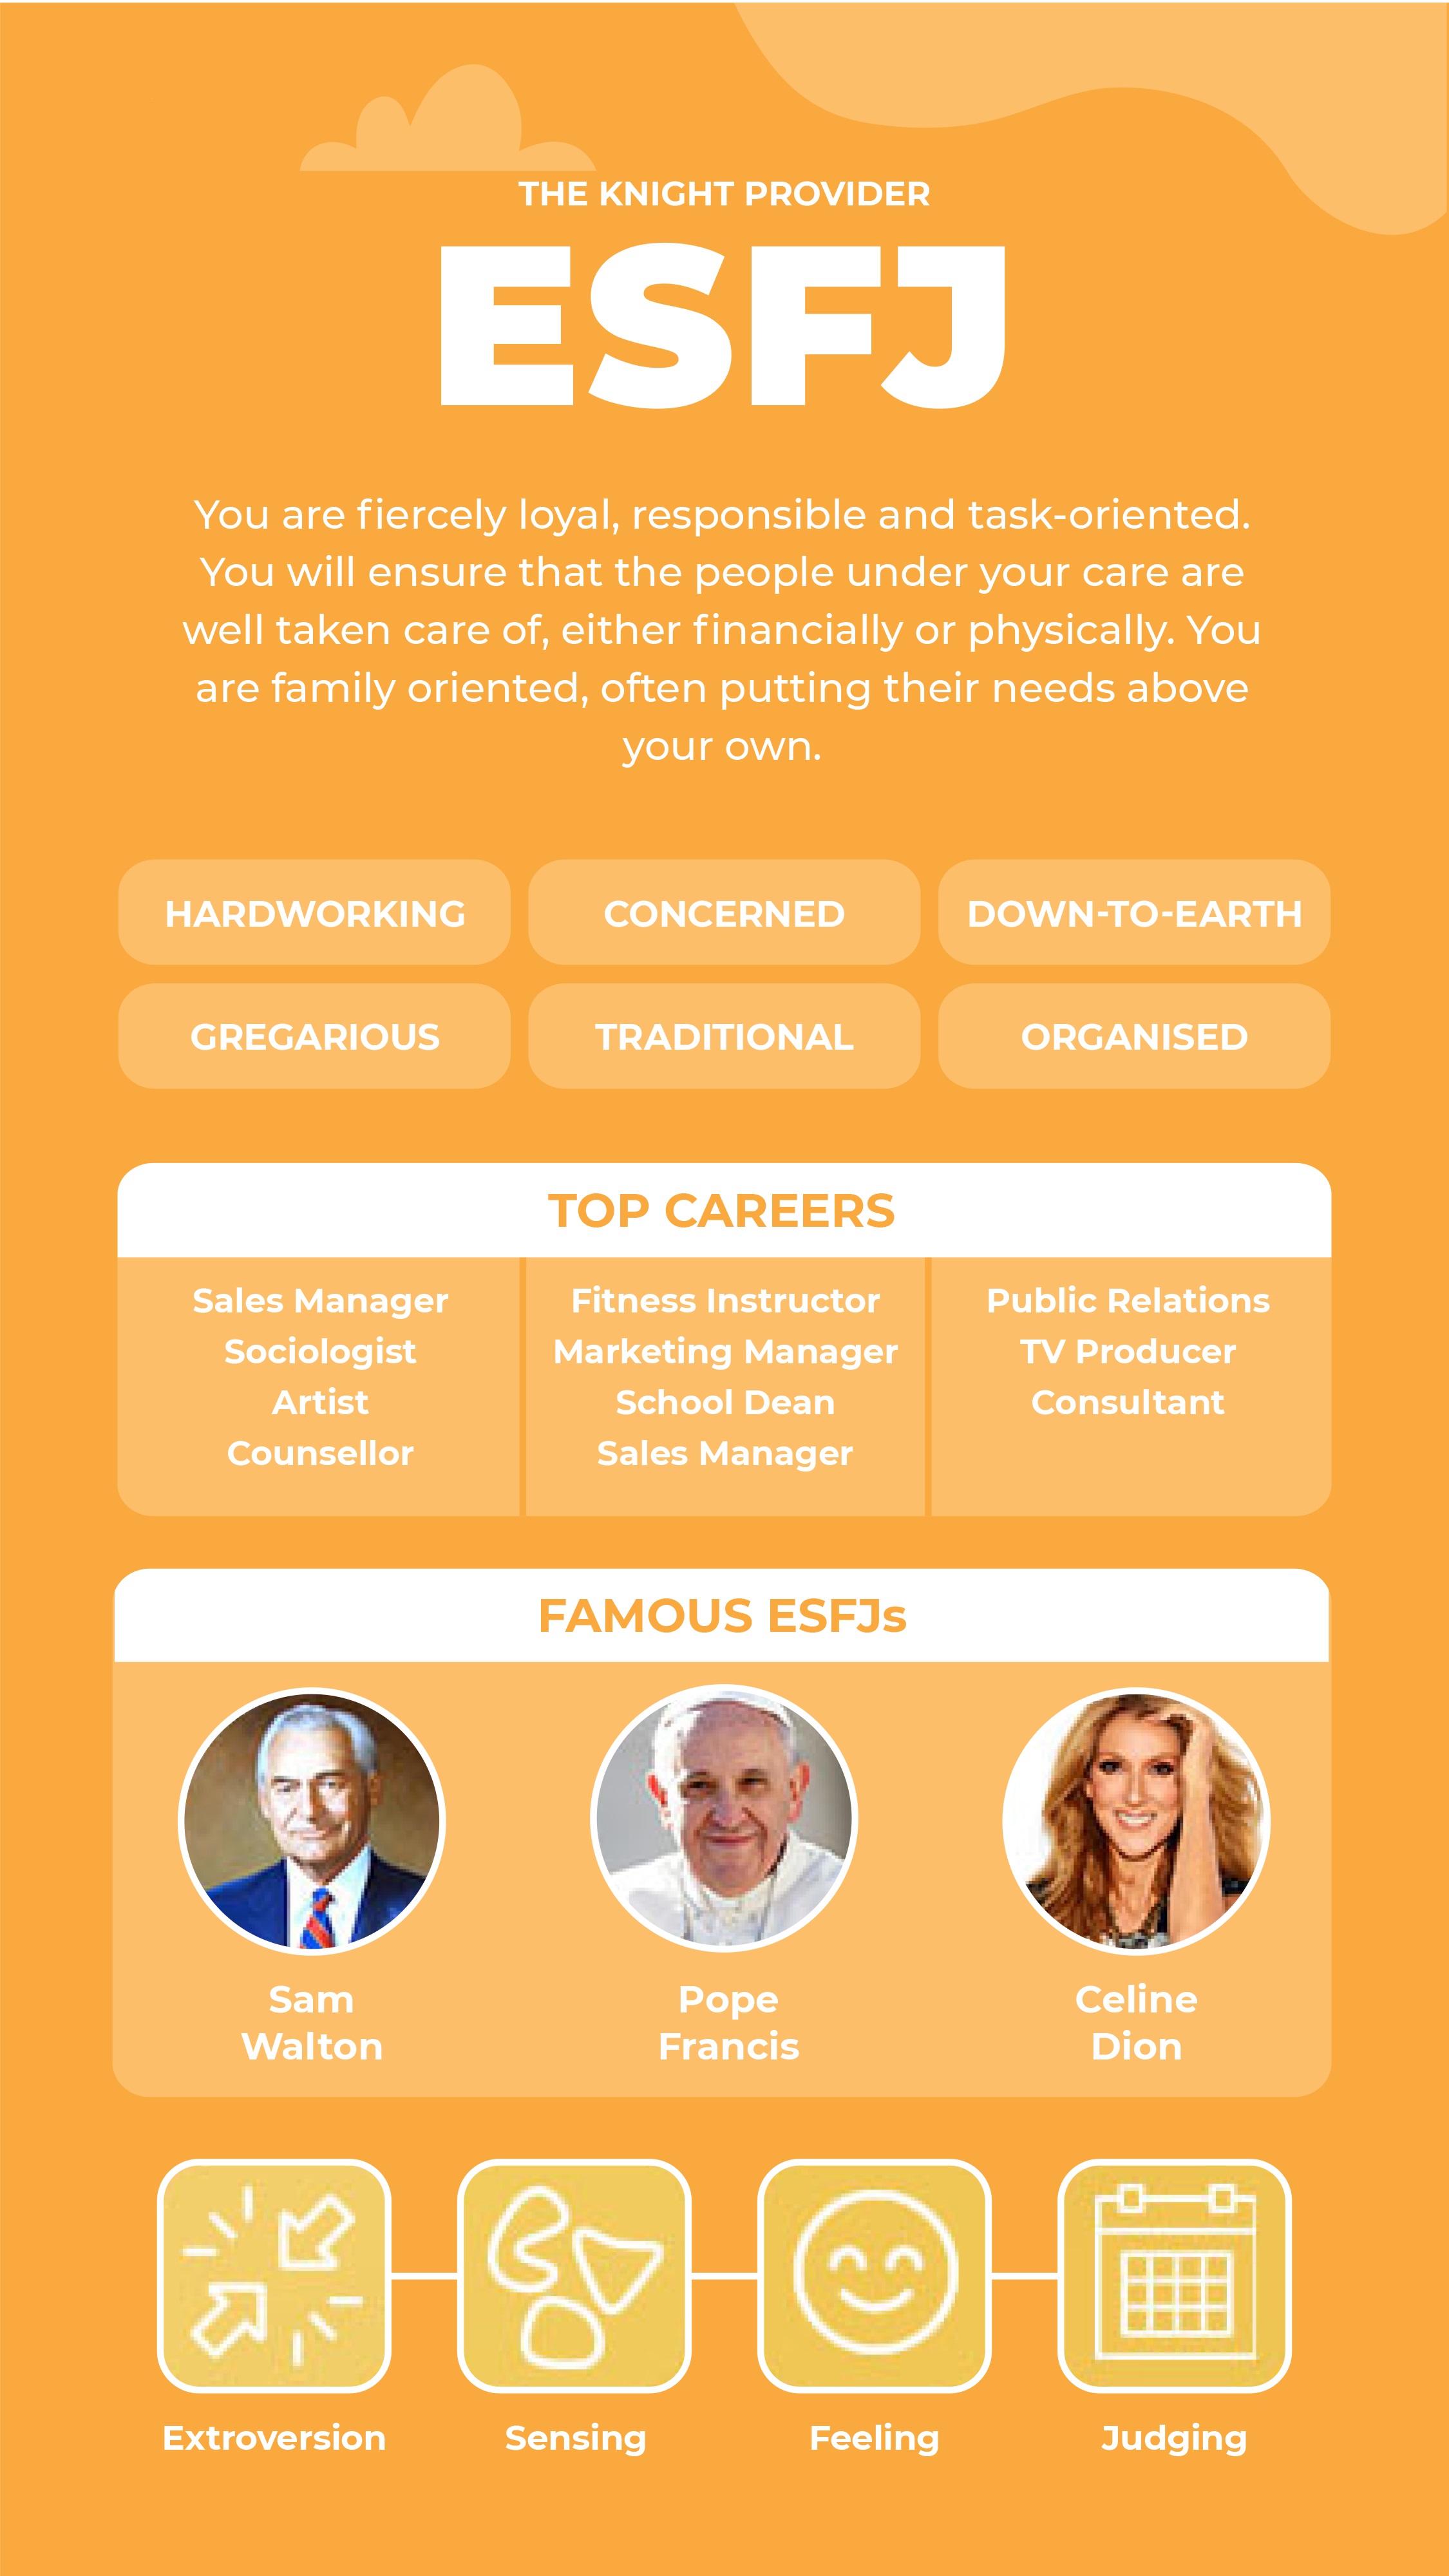 THE KNIGHT PROVIDER
ESFJ
You are fiercely loyal, responsible and task-oriented.
You will ensure that the people under your care are
well taken care of, either financially or physically. You
are family oriented, often putting their needs above
your own.
HARDWORKING
CONCERNED
DOWN-TO-EARTH
GREGARIOUS
TRADITIONAL
ORGANISED
TOP CAREERS
Sales Manager
Sociologist
Artist
Counsellor
Fitness Instructor
Marketing Manager
School Dean
Sales Manager
Public Relations
TV Producer
Consultant
FAMOUS ESFJs
Sam
Walton
Pope
Francis
Celine
Dion
Extroversion
Sensing
Feeling
Judging